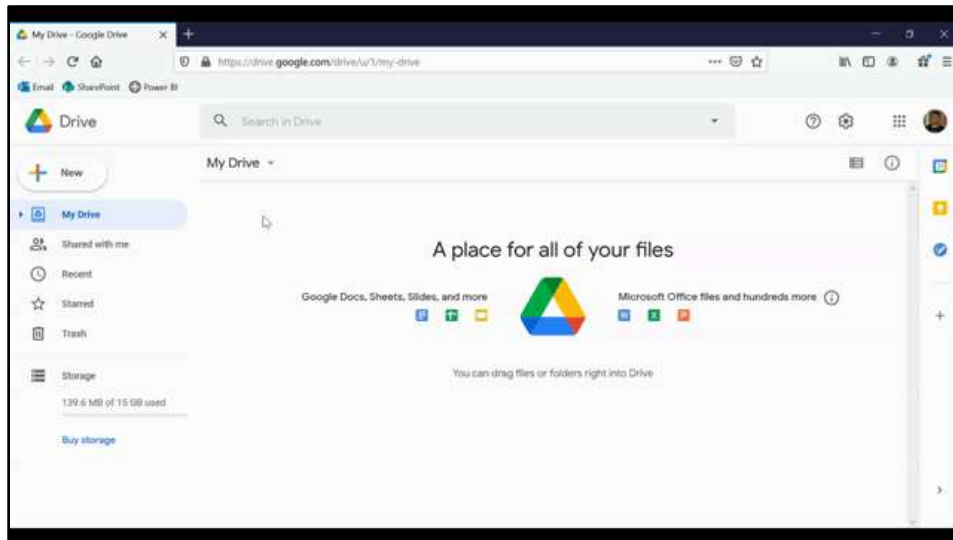 My Drive - Google Drive
https://drive.google.com/drive/u/1/my-drive
Email SharePoint Power BI
Drive
Search in Drive
New
My Drive
My Drive
Shared with me
Recent
Starred
Trash
Storage
139.6 MB of 15 GB used
Buy storage
A place for all of your files
Google Docs, Sheets, Slides, and more
Microsoft Office files and hundreds more
You can drag files or folders right into Drive